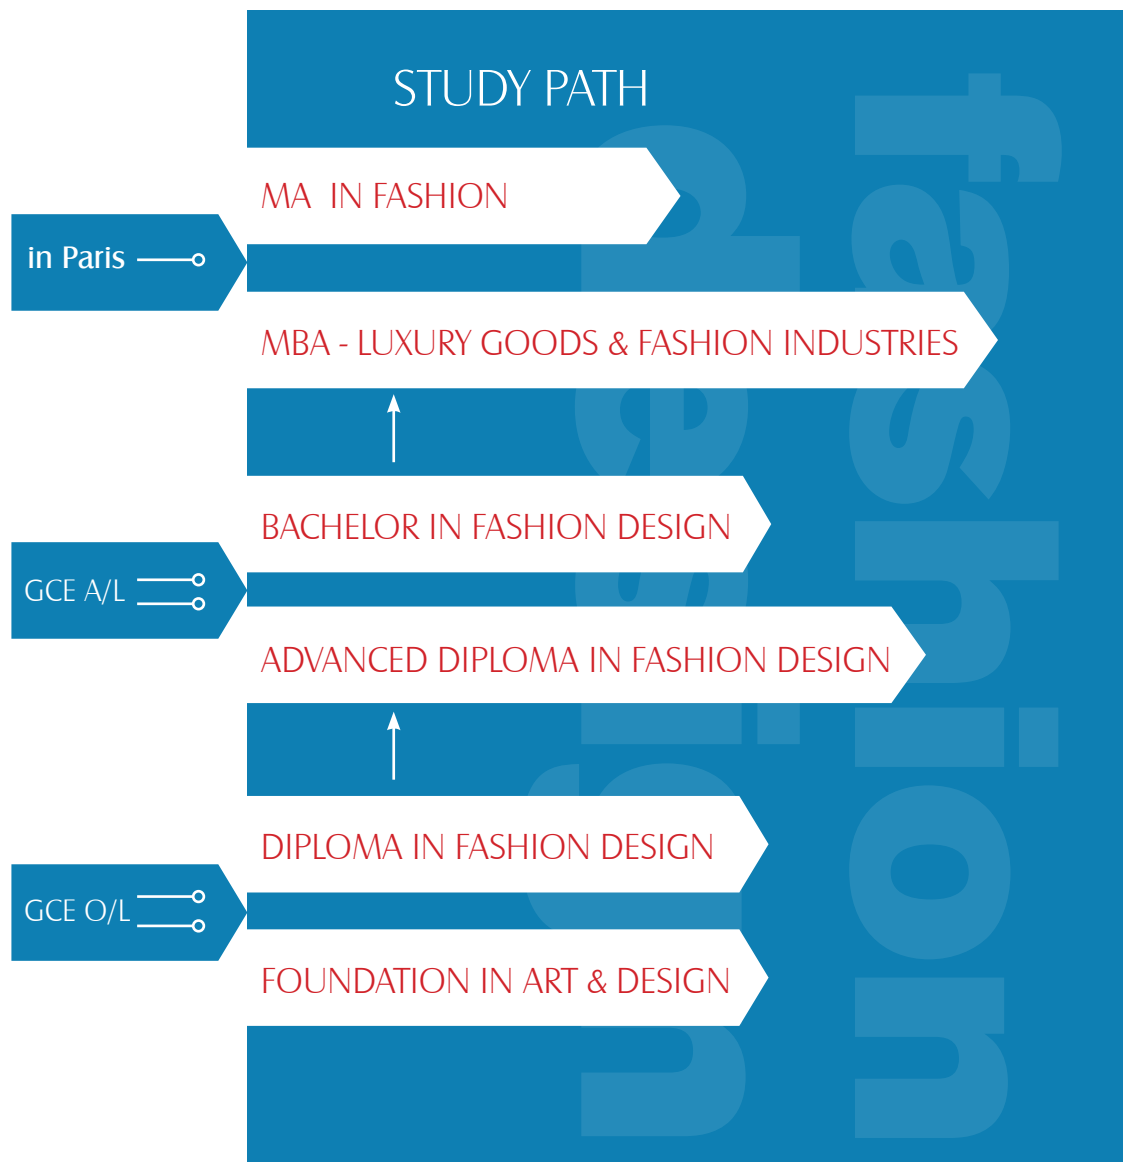 STUDY PATH
MA IN FASHION
in Paris
MBA - LUXURY GOODS & FASHION INDUSTRIES
BACHELOR IN FASHION DESIGN
GCE A/L
ADVANCED DIPLOMA IN FASHION DESIGN
DIPLOMA IN FASHION DESIGN
GCE O/L
FOUNDATION IN ART & DESIGN
fashion
design